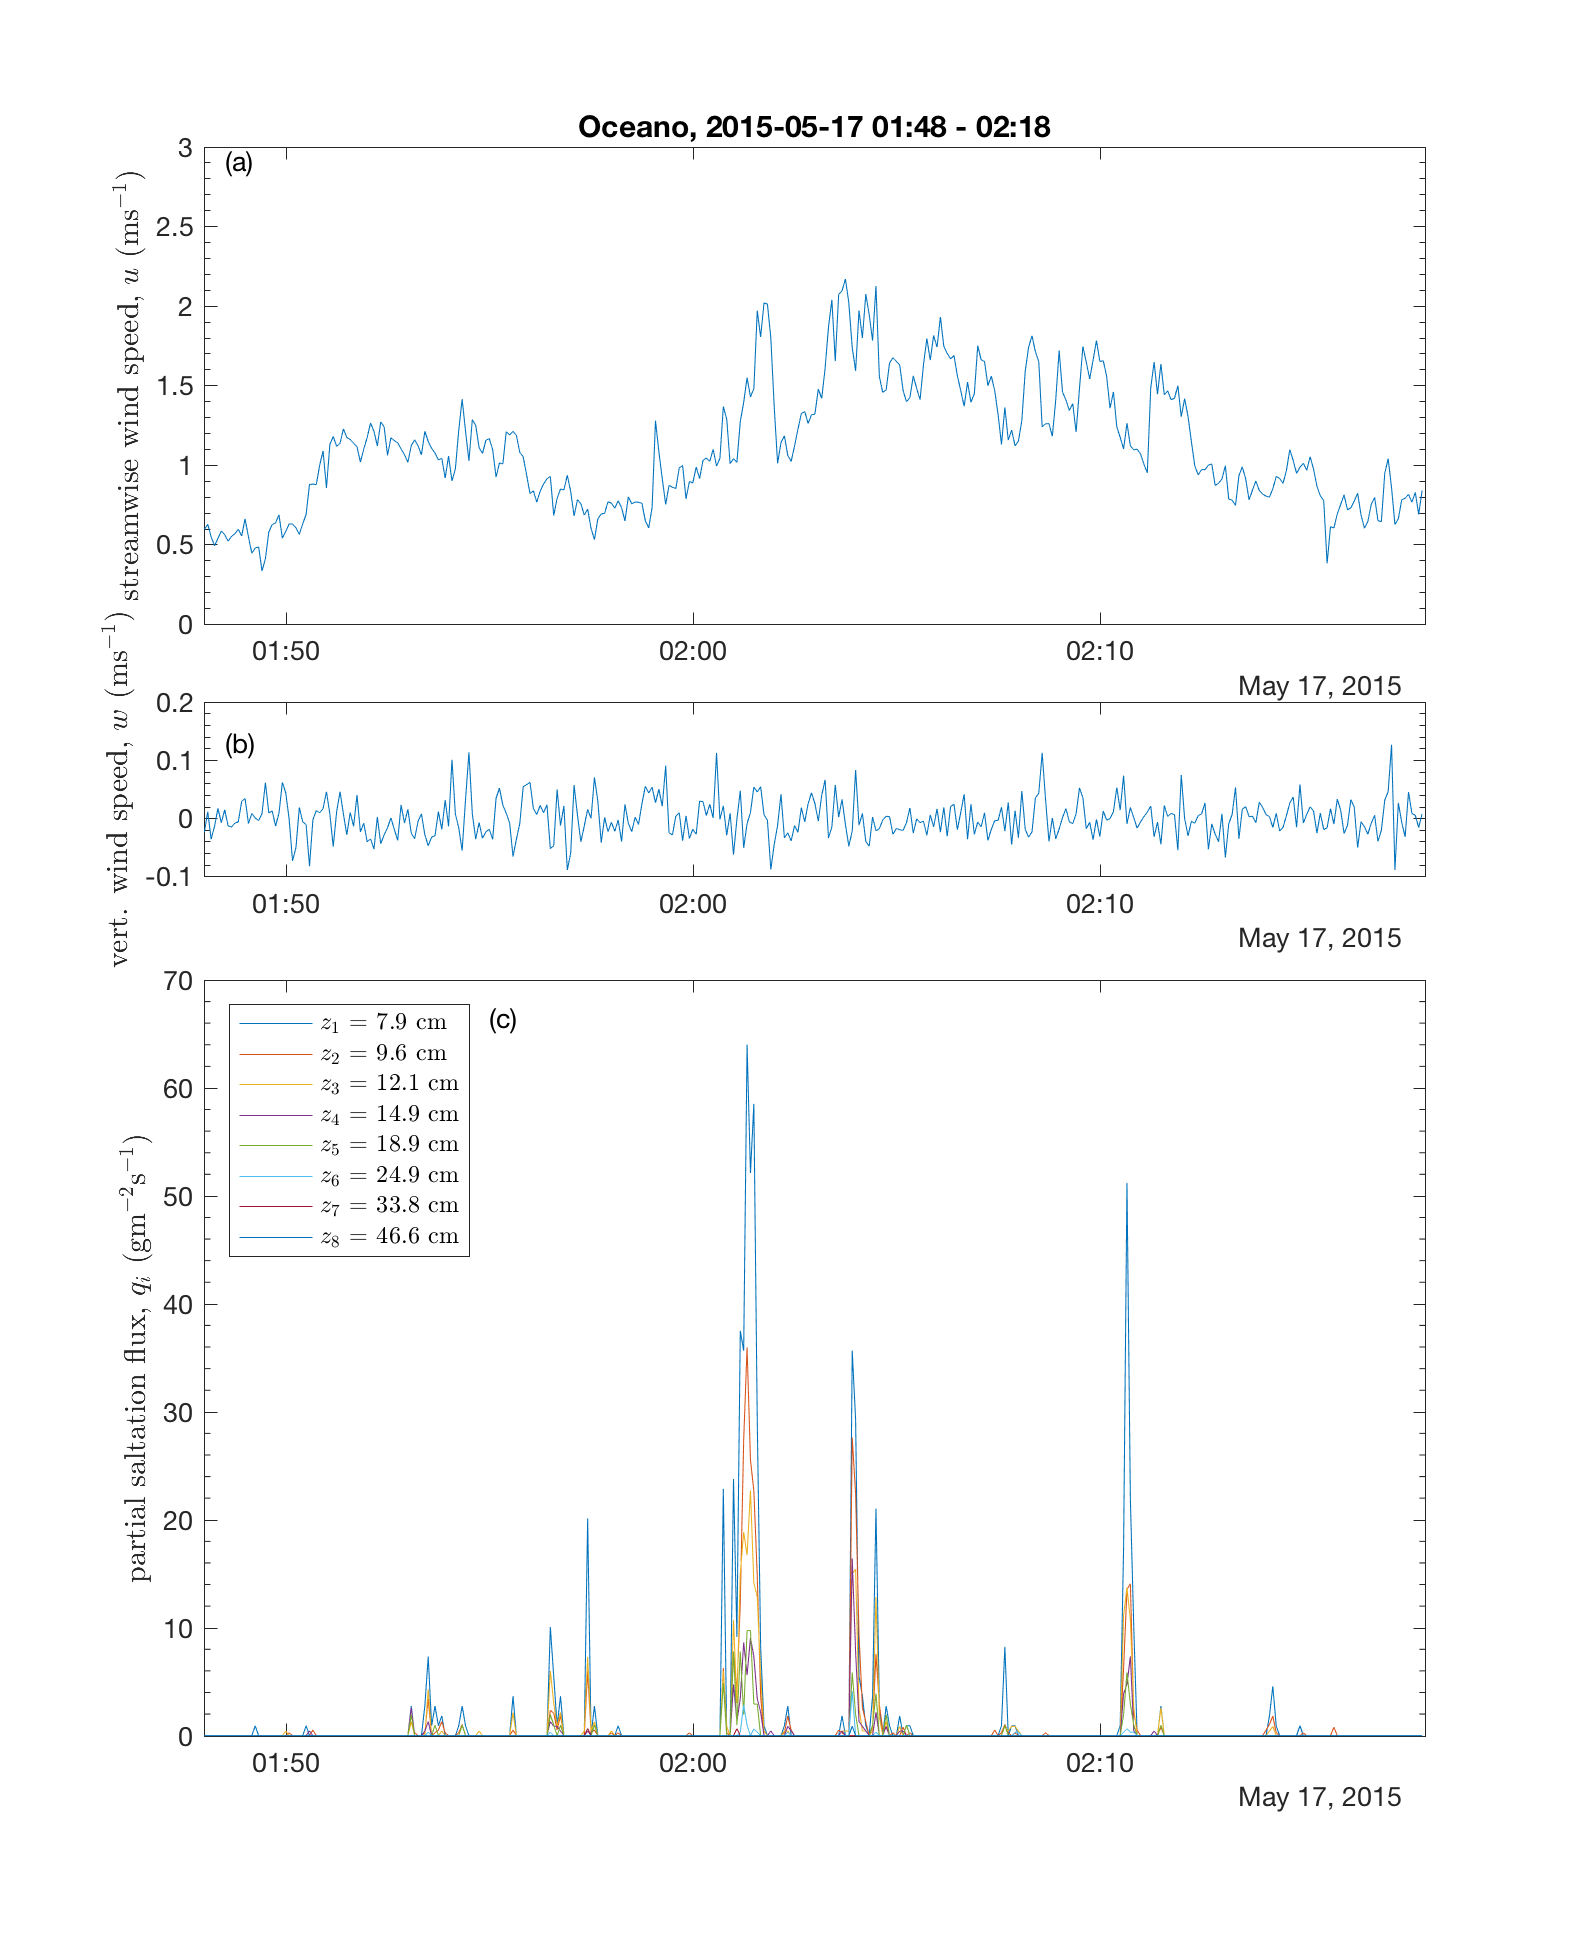 Oceano, 2015-05-17 01:48 - 02:18
(a)
streamwise wind speed, u (ms⁻¹)
3
2.5
2
1.5
1
0.5
0
01:50 02:00 02:10
May 17, 2015
(b)
vert. wind speed, w (ms⁻¹)
0.2
0.1
0
-0.1
01:50 02:00 02:10
May 17, 2015
(c)
partial saltation flux, qᵢ (gm⁻²s⁻¹)
70
60
50
40
30
20
10
0
z₁ = 7.9 cm
z₂ = 9.6 cm
z₃ = 12.1 cm
z₄ = 14.9 cm
z₅ = 18.9 cm
z₆ = 24.9 cm
z₇ = 33.8 cm
z₈ = 46.6 cm
01:50 02:00 02:10
May 17, 2015